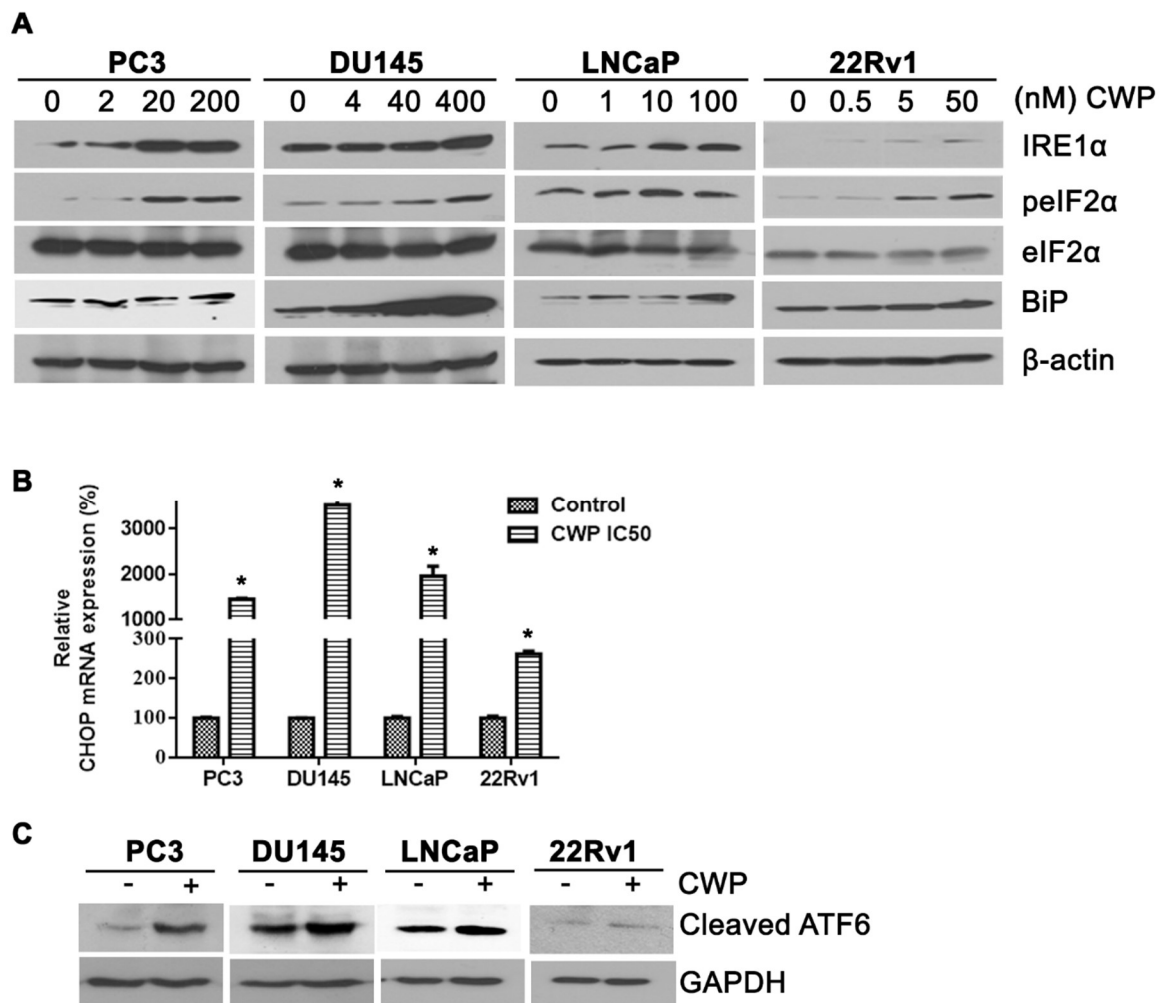 A
PC3 DU145 LNCaP 22Rv1
0 2 20 200 0 4 40 400 0 1 10 100 0 0.5 5 50 (nM) CWP
IRE1α
peIF2α
eIF2α
BiP
β-actin
B
Relative
CHOP mRNA expression (%)
3000
2000
1000
300
200
100
0
* * * *
Control
CWP IC50
PC3 DU145 LNCaP 22Rv1
C
PC3 DU145 LNCaP 22Rv1
- + - + - + - + CWP
Cleaved ATF6
GAPDH